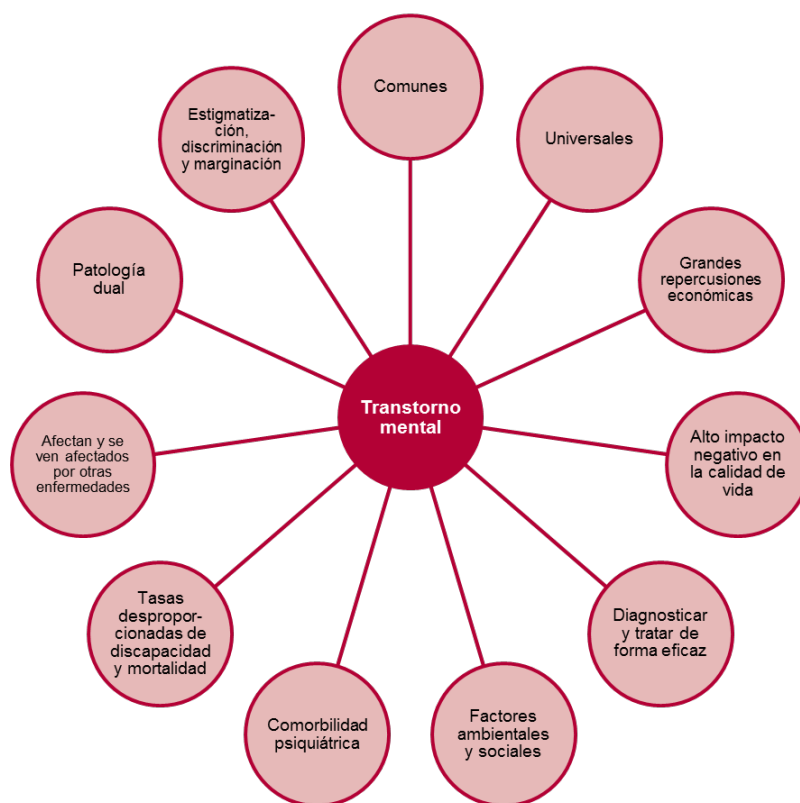 Comunes
Universales
Grandes
repercusiones
económicas
Alto impacto
negativo en
la calidad de
vida
Diagnosticar
y tratar de
forma eficaz
Factores
ambientales
y sociales
Comorbilidad
psiquiátrica
Tasas
despropor-
cionadas de
discapacidad
y mortalidad
Afectan y se
ven afectados
por otras
enfermedades
Patología
dual
Estigmatiza-
ción,
discriminación
y marginación
Transtorno
mental